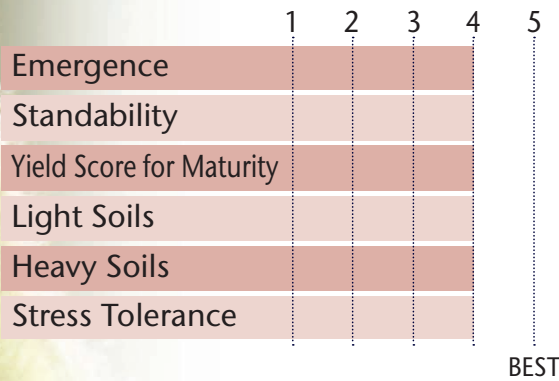 1 2 3 4 5
Emergence
Standability
Yield Score for Maturity
Light Soils
Heavy Soils
Stress Tolerance
BEST